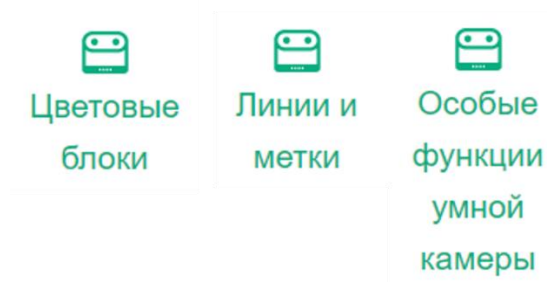 Цветовые
блоки
Линии и
метки
Особые
функции
умной
камеры